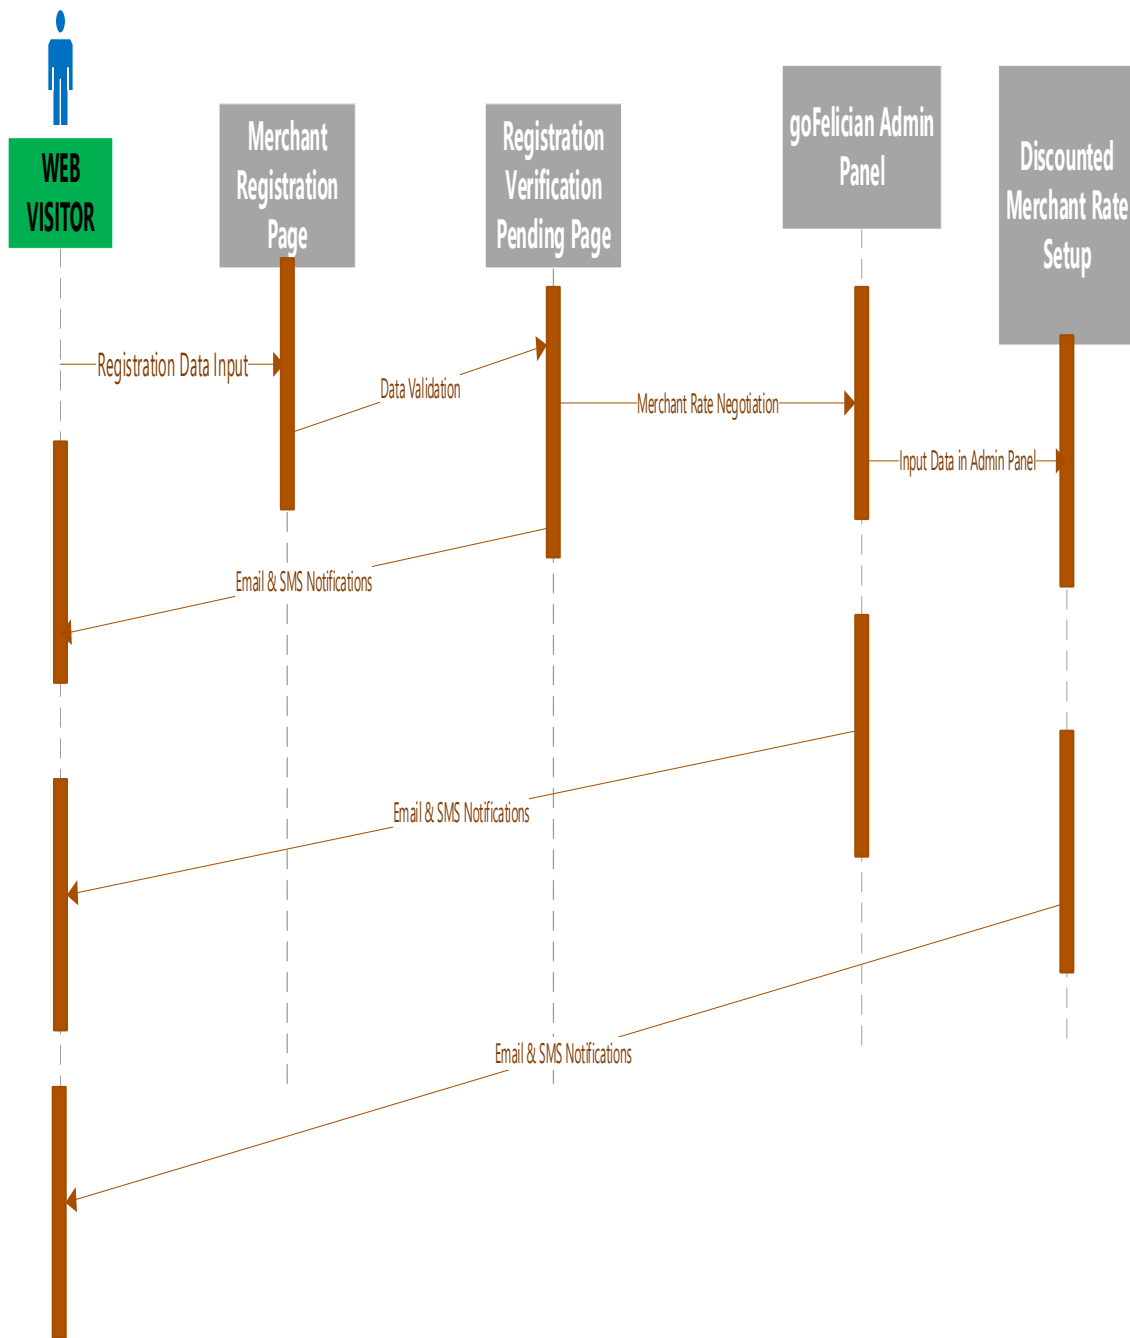 WEB
VISITOR
Merchant
Registration
Page
Registration
Verification
Pending Page
goFelician Admin
Panel
Discounted
Merchant Rate
Setup
Registration Data Input
Data Validation
Merchant Rate Negotiation
Input Data in Admin Panel
Email & SMS Notifications
Email & SMS Notifications
Email & SMS Notifications